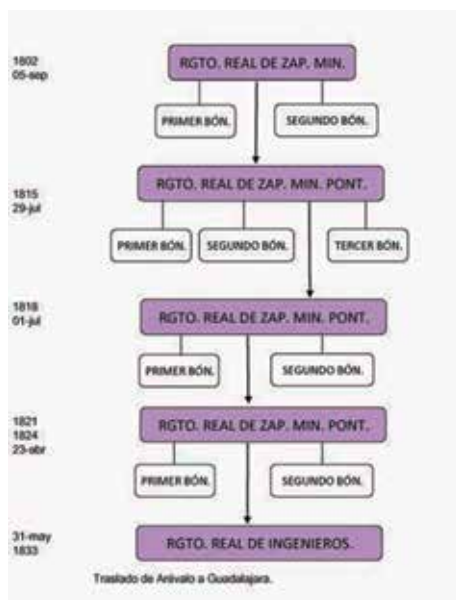 1802
05-sep
RGTO. REAL DE ZAP. MIN.
PRIMER BÓN.
SEGUNDO BÓN.
1815
29-jul
RGTO. REAL DE ZAP. MIN. PONT.
PRIMER BÓN.
SEGUNDO BÓN.
TERCER BÓN.
1818
01-jul
RGTO. REAL DE ZAP. MIN. PONT.
PRIMER BÓN.
SEGUNDO BÓN.
1821
1824
23-abr
RGTO. REAL DE ZAP. MIN. PONT.
PRIMER BÓN.
SEGUNDO BÓN.
31-may
1833
RGTO. REAL DE INGENIEROS.
Traslado de Arévalo a Guadalajara.